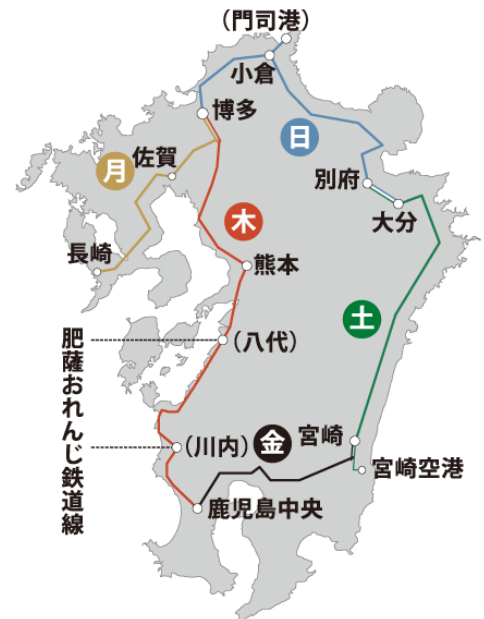 （門司港）
小倉
博多
日
佐賀
月
別府
大分
木
長崎
熊本
土
（八代）
肥薩おれんじ鉄道線
（川内）
金
宮崎
宮崎空港
鹿児島中央